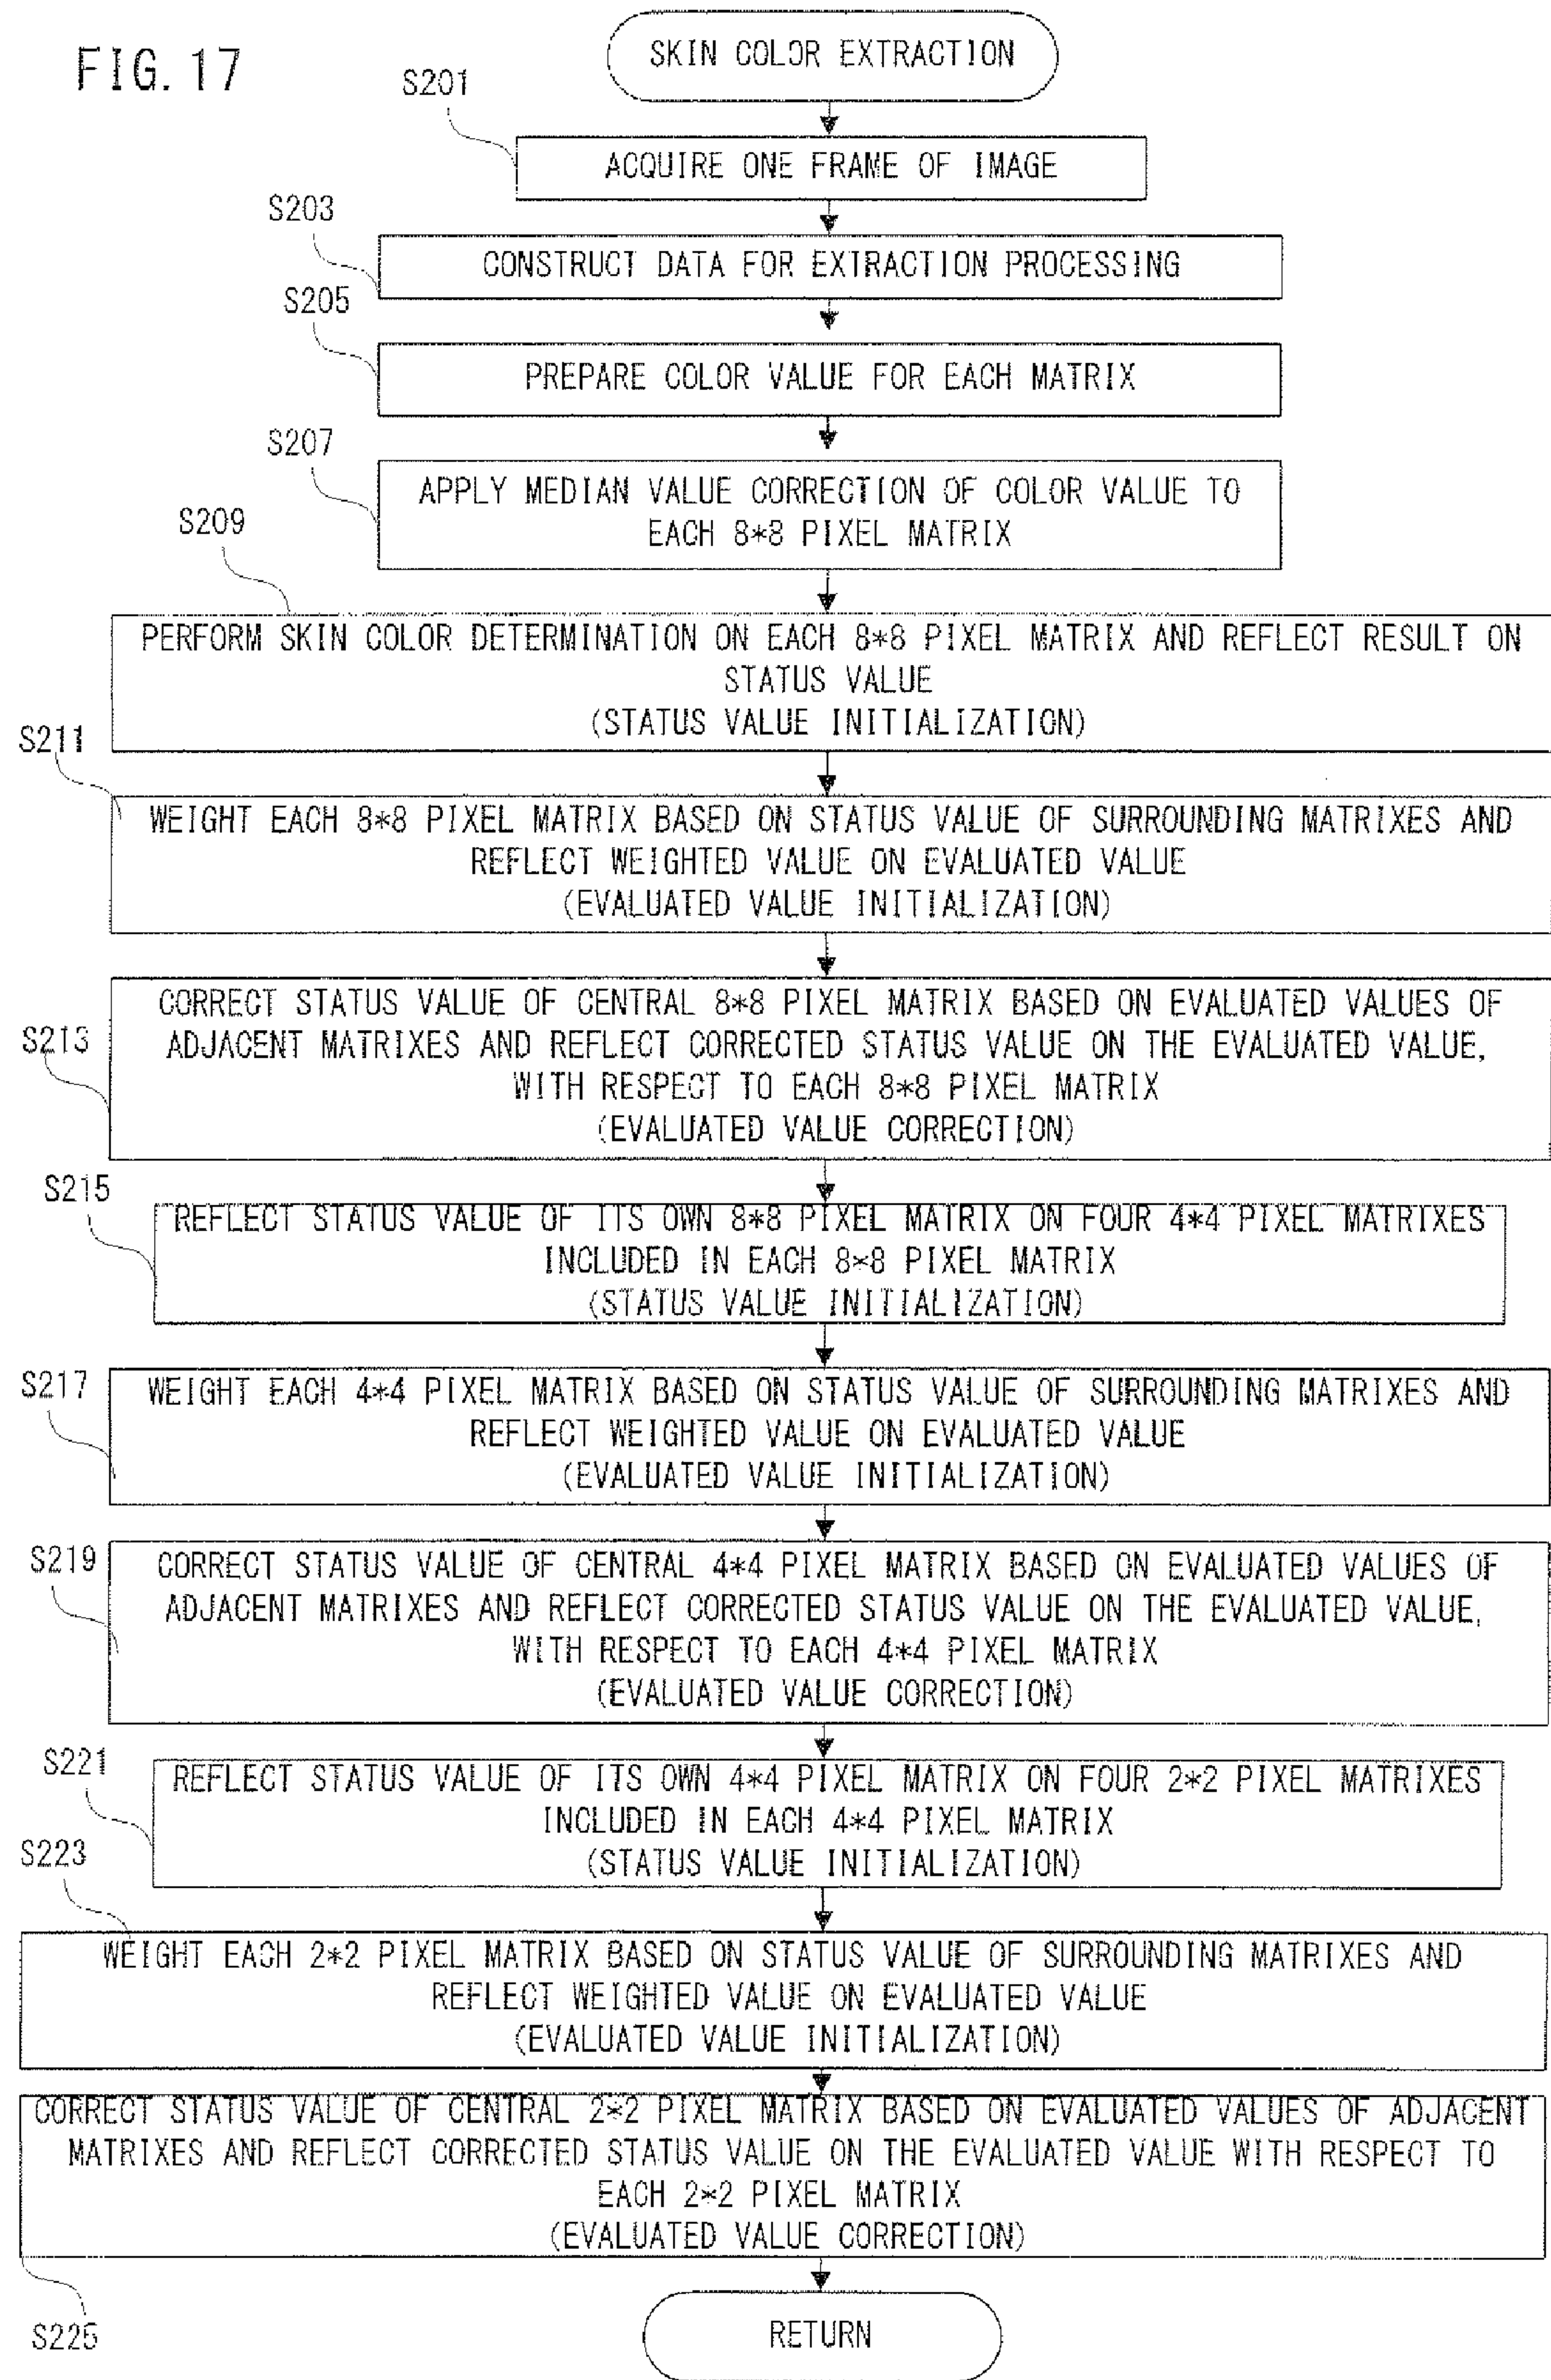 FIG. 17
SKIN COLOR EXTRACTION
S201
ACQUIRE ONE FRAME OF IMAGE
S203
CONSTRUCT DATA FOR EXTRACTION PROCESSING
S205
PREPARE COLOR VALUE FOR EACH MATRIX
S207
APPLY MEDIAN VALUE CORRECTION OF COLOR VALUE TO
EACH 8*8 PIXEL MATRIX
S209
PERFORM SKIN COLOR DETERMINATION ON EACH 8*8 PIXEL MATRIX AND REFLECT RESULT ON
STATUS VALUE
(STATUS VALUE INITIALIZATION)
S211
WEIGHT EACH 8*8 PIXEL MATRIX BASED ON STATUS VALUE OF SURROUNDING MATRIXES AND
REFLECT WEIGHTED VALUE ON EVALUATED VALUE
(EVALUATED VALUE INITIALIZATION)
S213
CORRECT STATUS VALUE OF CENTRAL 8*8 PIXEL MATRIX BASED ON EVALUATED VALUES OF
ADJACENT MATRIXES AND REFLECT CORRECTED STATUS VALUE ON THE EVALUATED VALUE,
WITH RESPECT TO EACH 8*8 PIXEL MATRIX
(EVALUATED VALUE CORRECTION)
S215
REFLECT STATUS VALUE OF ITS OWN 8*8 PIXEL MATRIX ON FOUR 4*4 PIXEL MATRIXES
INCLUDED IN EACH 8*8 PIXEL MATRIX
(STATUS VALUE INITIALIZATION)
S217
WEIGHT EACH 4*4 PIXEL MATRIX BASED ON STATUS VALUE OF SURROUNDING MATRIXES AND
REFLECT WEIGHTED VALUE ON EVALUATED VALUE
(EVALUATED VALUE INITIALIZATION)
S219
CORRECT STATUS VALUE OF CENTRAL 4*4 PIXEL MATRIX BASED ON EVALUATED VALUES OF
ADJACENT MATRIXES AND REFLECT CORRECTED STATUS VALUE ON THE EVALUATED VALUE,
WITH RESPECT TO EACH 4*4 PIXEL MATRIX
(EVALUATED VALUE CORRECTION)
S221
REFLECT STATUS VALUE OF ITS OWN 4*4 PIXEL MATRIX ON FOUR 2*2 PIXEL MATRIXES
INCLUDED IN EACH 4*4 PIXEL MATRIX
(STATUS VALUE INITIALIZATION)
S223
WEIGHT EACH 2*2 PIXEL MATRIX BASED ON STATUS VALUE OF SURROUNDING MATRIXES AND
REFLECT WEIGHTED VALUE ON EVALUATED VALUE
(EVALUATED VALUE INITIALIZATION)
CORRECT STATUS VALUE OF CENTRAL 2*2 PIXEL MATRIX BASED ON EVALUATED VALUES OF ADJACENT
MATRIXES AND REFLECT CORRECTED STATUS VALUE ON THE EVALUATED VALUE WITH RESPECT TO
EACH 2*2 PIXEL MATRIX
(EVALUATED VALUE CORRECTION)
S225
RETURN